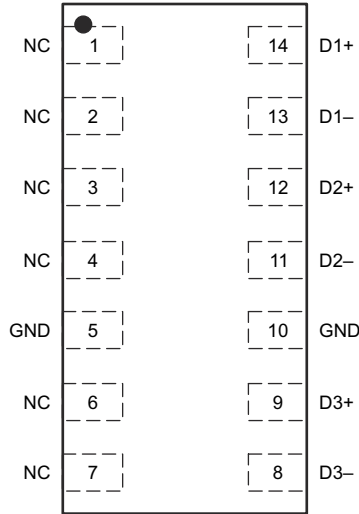 NC 1 14 D1+
NC 2 13 D1–
NC 3 12 D2+
NC 4 11 D2–
GND 5 10 GND
NC 6 9 D3+
NC 7 8 D3–